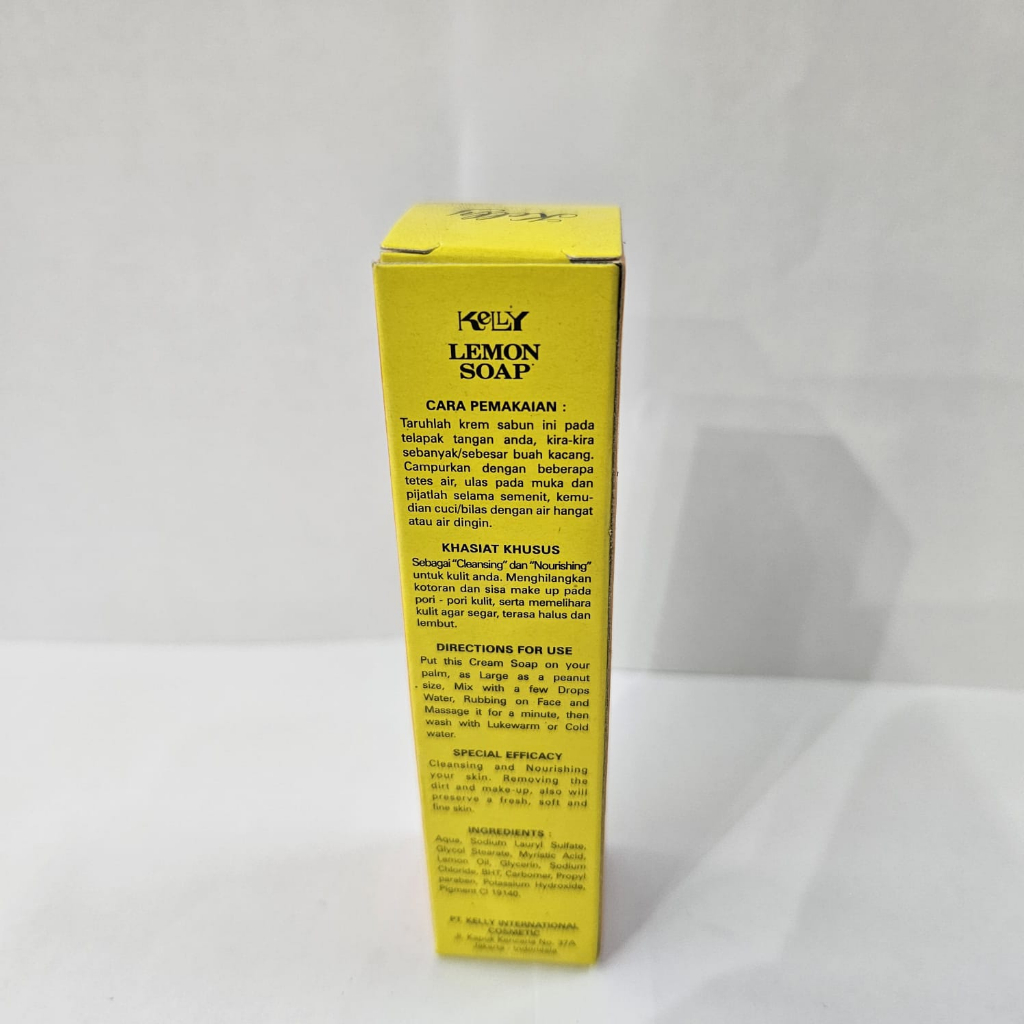 Kelly
KELLY
LEMON
SOAP
CARA PEMAKAIAN :
Taruhlah krem sabun ini pada
telapak tangan anda, kira-kira
sebanyak/sebesar buah kacang.
Campurkan dengan beberapa
tetes air, ulas pada muka dan
pijatlah selama semenit, kemu-
dian cuci/bilas dengan air hangat
atau air dingin.
KHASIAT KHUSUS
Sebagai "Cleansing" dan "Nourishing"
untuk kulit anda. Menghilangkan
kotoran dan sisa make up pada
pori - pori kulit, serta memelihara
kulit agar segar, terasa halus dan
lembut.
DIRECTIONS FOR USE
Put this Cream Soap on your
palm, as Large as a peanut
size, Mix with a few Drops
Water, Rubbing on Face and
Massage it for a minute, then
wash with Lukewarm or Cold
water.
SPECIAL EFFICACY
Cleansing and Nourishing
your skin. Removing the
dirt and make-up, also will
preserve a fresh, soft and
fine skin.
INGREDIENTS :
Aqua, Sodium Lauryl Sulfate,
Glycol Stearate, Myristic Acid,
Lemon Oil, Glycerin, Sodium
Chloride, BHT, Carbomer, Propyl
paraben, Potassium Hydroxide,
Pigment CI 19140.
PT. KELLY INTERNATIONAL
COSMETIC
Jl. Kapuk Kencana No. 37A
Jakarta - Indonesia